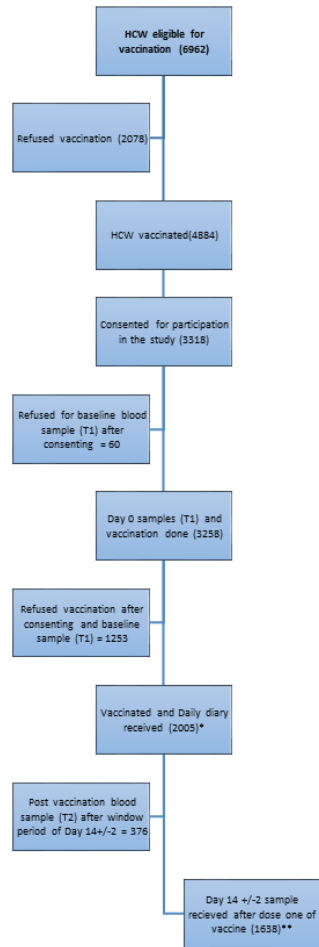 HCW eligible for
vaccination (6962)
Refused vaccination (2078)
HCW vaccinated(4884)
Consented for participation
in the study (3318)
Refused for baseline blood
sample (T1) after
consenting = 60
Day 0 samples (T1) and
vaccination done (3258)
Refused vaccination after
consenting and baseline
sample (T1) = 1253
Vaccinated and Daily diary
received (2005)*
Post vaccination blood
sample (T2) after window
period of Day 14+/-2 = 376
Day 14 +/-2 sample
recieved after dose one of
vaccine (1638)**